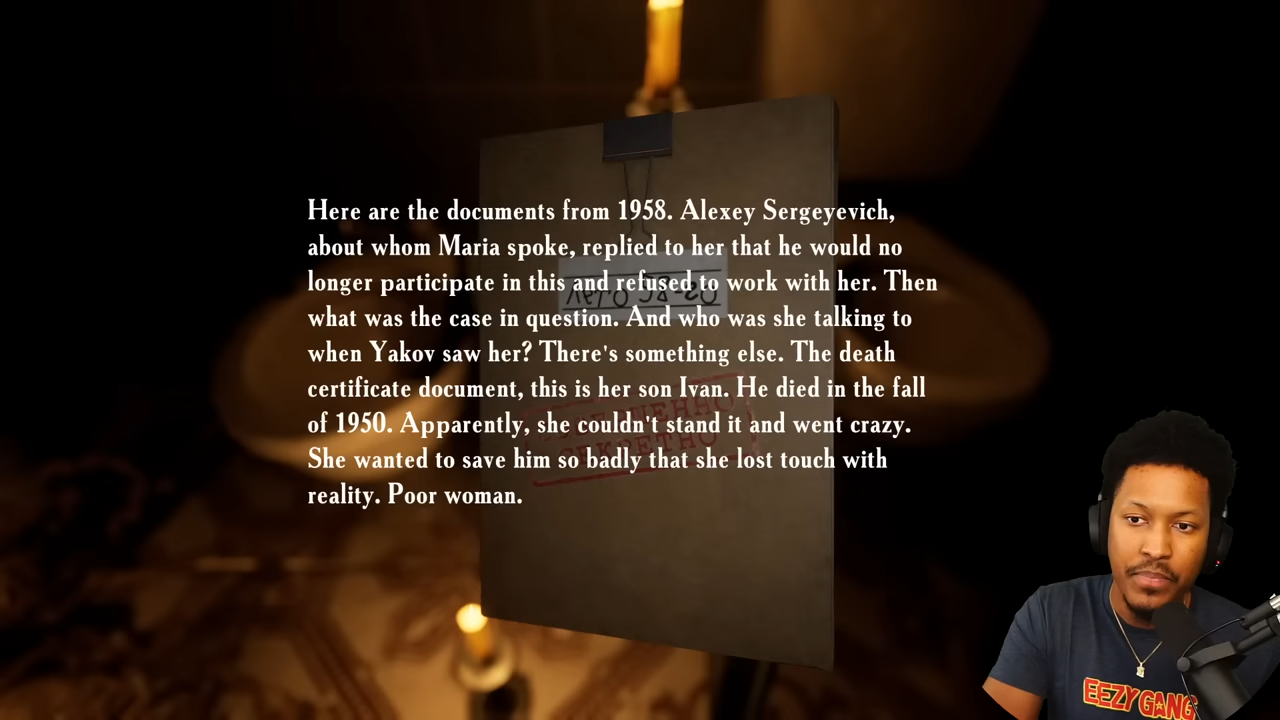 Here are the documents from 1958. Alexey Sergeyevich,
about whom Maria spoke, replied to her that he would no
longer participate in this and refused to work with her. Then
what was the case in question. And who was she talking to
when Yakov saw her? There's something else. The death
certificate document, this is her son Ivan. He died in the fall
of 1950. Apparently, she couldn't stand it and went crazy.
She wanted to save him so badly that she lost touch with
reality. Poor woman.
СЕКРЕТНО
EEZYGANG